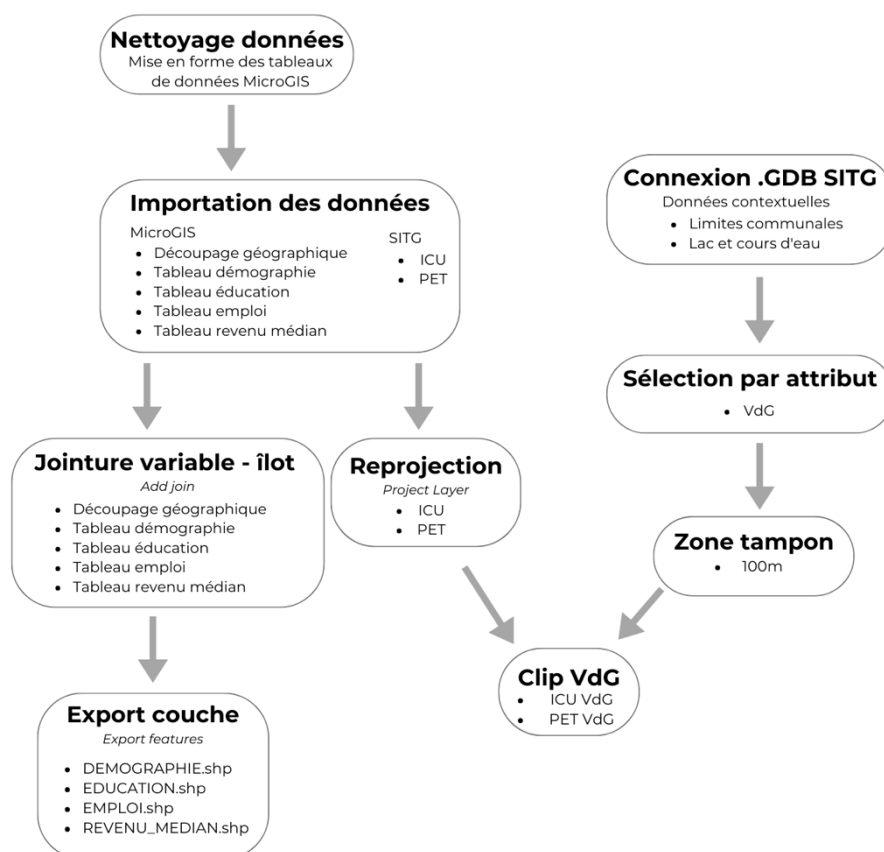 Nettoyage données
Mise en forme des tableaux
de données MicroGIS
Importation des données
MicroGIS
• Découpage géographique
• Tableau démographie
• Tableau éducation
• Tableau emploi
• Tableau revenu médian
SITG
• ICU
• PET
Connexion .GDB SITG
Données contextuelles
• Limites communales
• Lac et cours d'eau
Jointure variable - îlot
Add join
• Découpage géographique
• Tableau démographie
• Tableau éducation
• Tableau emploi
• Tableau revenu médian
Reprojection
Project Layer
• ICU
• PET
Sélection par attribut
• VdG
Zone tampon
• 100m
Export couche
Export features
• DEMOGRAPHIE.shp
• EDUCATION.shp
• EMPLOI.shp
• REVENU_MEDIAN.shp
Clip VdG
• ICU VdG
• PET VdG